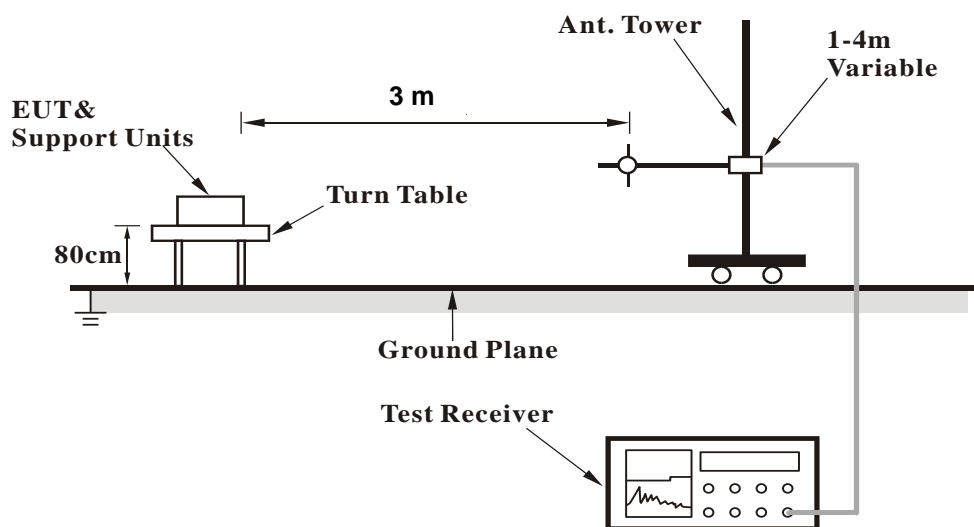 Ant. Tower
1-4m
Variable
3 m
EUT&
Support Units
Turn Table
80cm
Ground Plane
Test Receiver